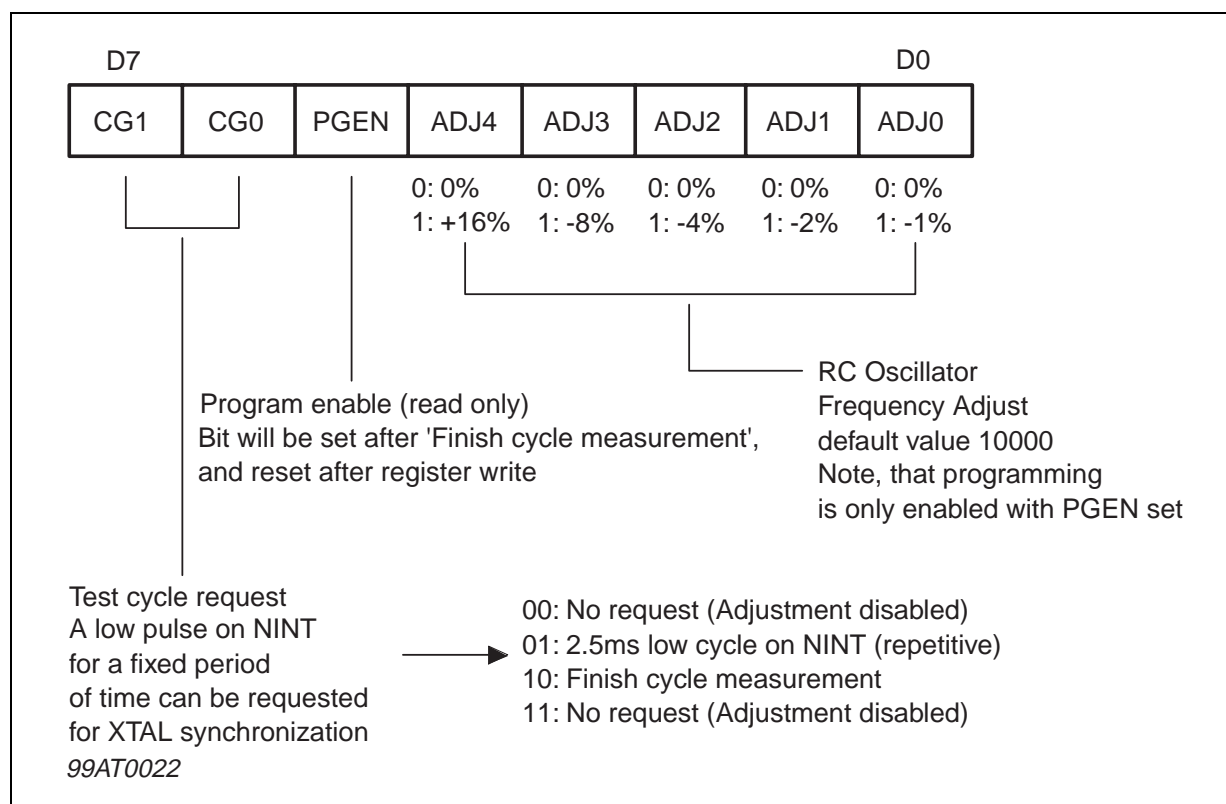 D7 D0
CG1 CG0 PGEN ADJ4 ADJ3 ADJ2 ADJ1 ADJ0
0: 0% 0: 0% 0: 0% 0: 0% 0: 0%
1: +16% 1: -8% 1: -4% 1: -2% 1: -1%
RC Oscillator
Frequency Adjust
default value 10000
Note, that programming
is only enabled with PGEN set
Program enable (read only)
Bit will be set after 'Finish cycle measurement',
and reset after register write
Test cycle request
A low pulse on NINT
for a fixed period
of time can be requested
for XTAL synchronization
00: No request (Adjustment disabled)
01: 2.5ms low cycle on NINT (repetitive)
10: Finish cycle measurement
11: No request (Adjustment disabled)
99AT0022